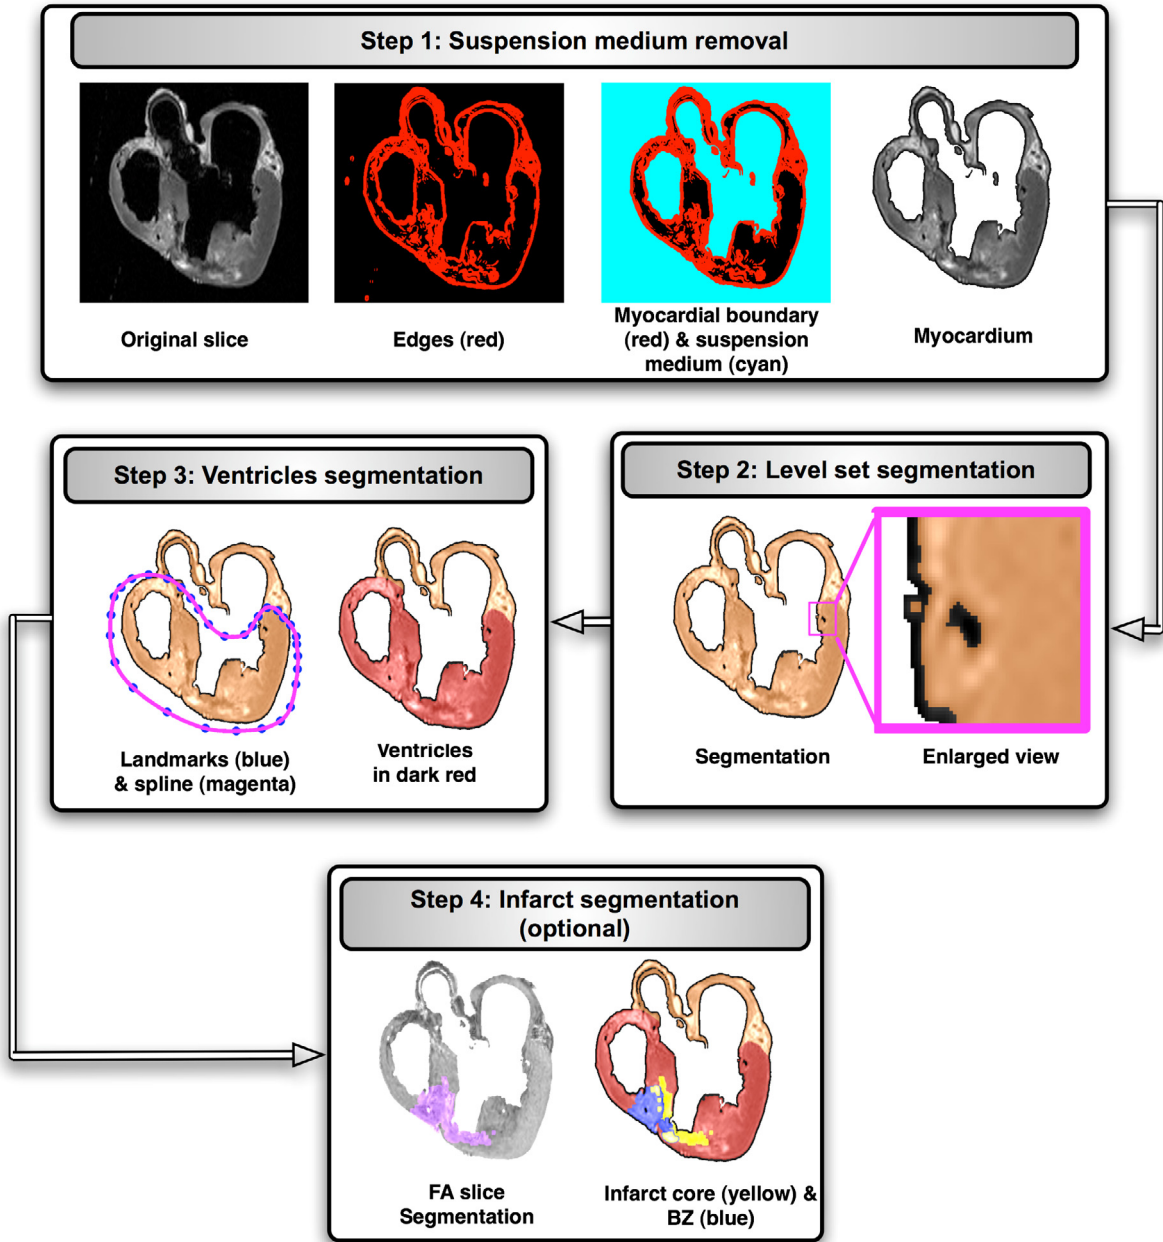 Step 1: Suspension medium removal
Original slice
Edges (red)
Myocardial boundary
(red) & suspension
medium (cyan)
Myocardium
Step 2: Level set segmentation
Segmentation
Enlarged view
Step 3: Ventricles segmentation
Landmarks (blue)
& spline (magenta)
Ventricles
in dark red
Step 4: Infarct segmentation
(optional)
FA slice
Segmentation
Infarct core (yellow) &
BZ (blue)